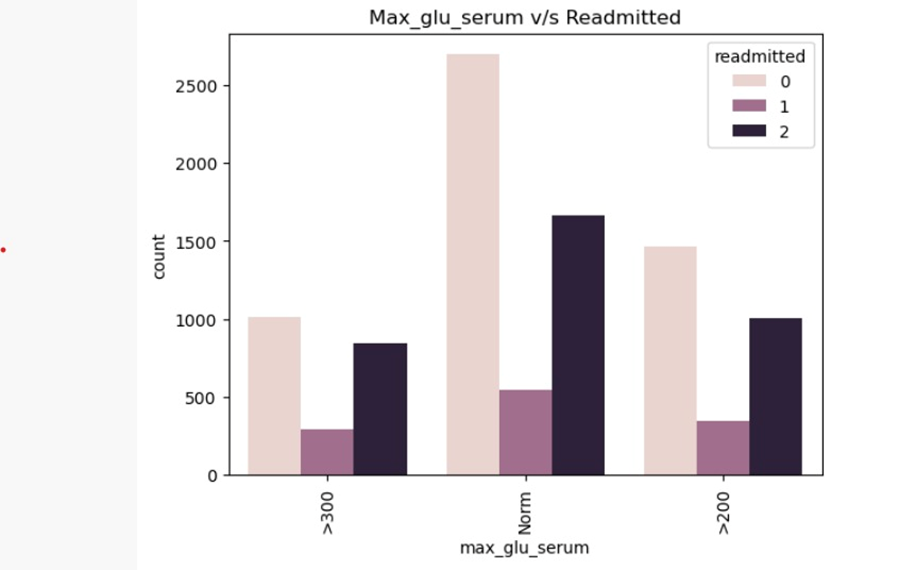 Max_glu_serum v/s Readmitted
readmitted
0
1
2
2500
2000
1500
1000
500
0
count
>300
Norm
>200
max_glu_serum